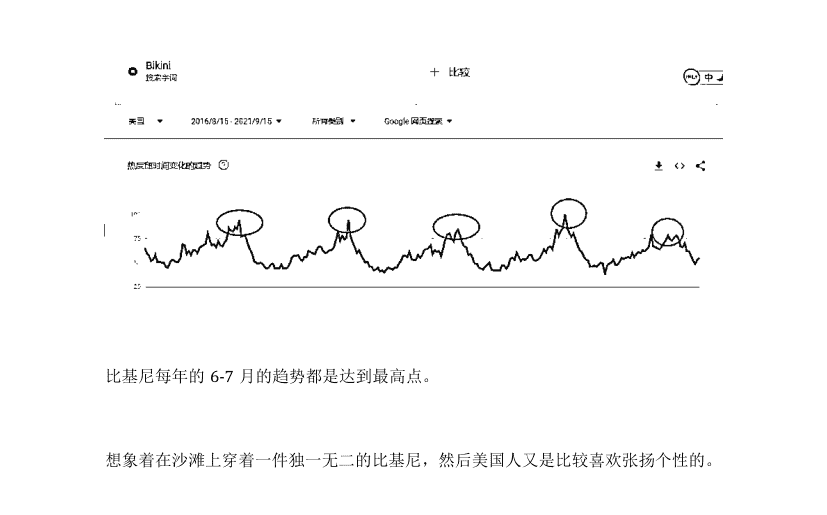 Bikini
搜索字词
+ 比较
中
美国
2016/8/15 - 2021/9/15
所有类别
Google 网页搜索
热度随时间变化的趋势
75
25
比基尼每年的 6-7 月的趋势都是达到最高点。
想象着在沙滩上穿着一件独一无二的比基尼，然后美国人又是比较喜欢张扬个性的。